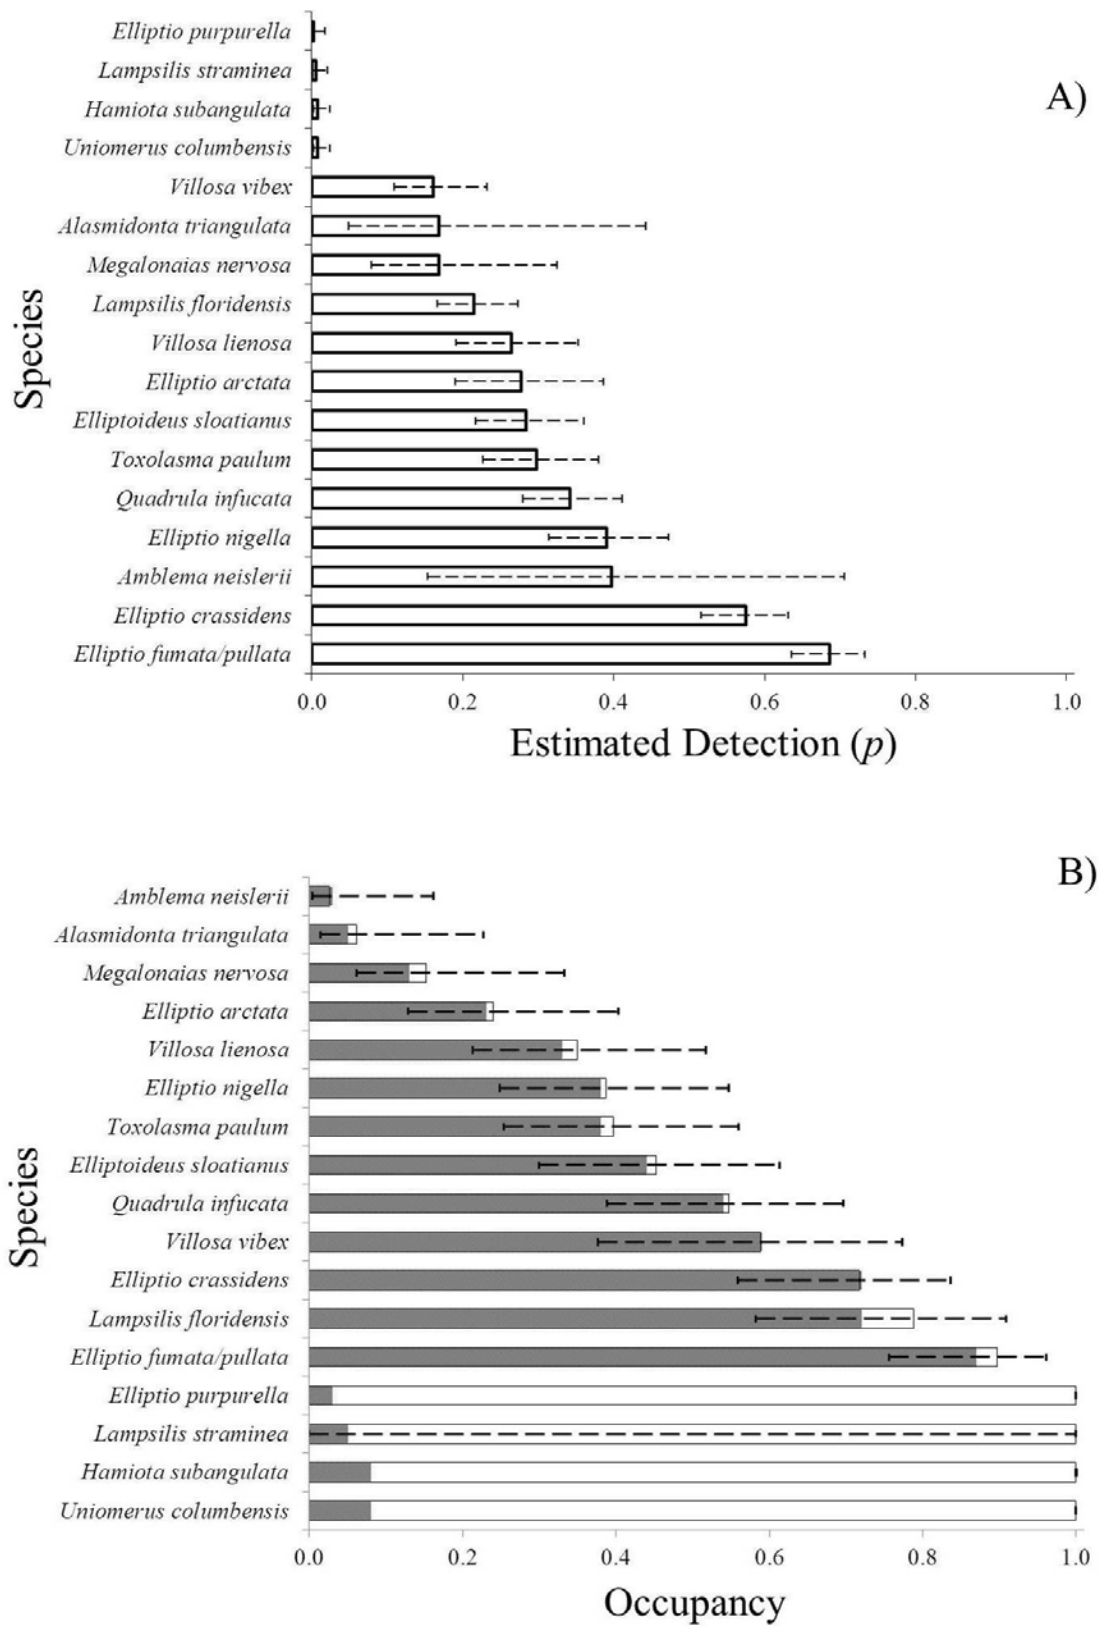 A)
Species
Elliptio purpurella
Lampsilis straminea
Hamiota subangulata
Uniomerus columbensis
Villosa vibex
Alasmidonta triangulata
Megalonaias nervosa
Lampsilis floridensis
Villosa lienosa
Elliptio arctata
Elliptoideus sloatianus
Toxolasma paulum
Quadrula infucata
Elliptio nigella
Amblema neislerii
Elliptio crassidens
Elliptio fumata/pullata
0.0 0.2 0.4 0.6 0.8 1.0
Estimated Detection (p)
B)
Species
Amblema neislerii
Alasmidonta triangulata
Megalonaias nervosa
Elliptio arctata
Villosa lienosa
Elliptio nigella
Toxolasma paulum
Elliptoideus sloatianus
Quadrula infucata
Villosa vibex
Elliptio crassidens
Lampsilis floridensis
Elliptio fumata/pullata
Elliptio purpurella
Lampsilis straminea
Hamiota subangulata
Uniomerus columbensis
0.0 0.2 0.4 0.6 0.8 1.0
Occupancy